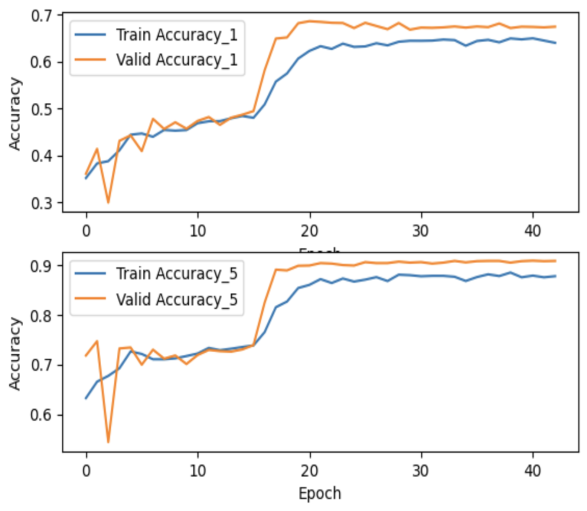 0.7
0.6
0.5
0.4
0.3
Accuracy
Train Accuracy_1
Valid Accuracy_1
0 10 20 30 40
Epoch
0.9
0.8
0.7
0.6
Accuracy
Train Accuracy_5
Valid Accuracy_5
0 10 20 30 40
Epoch